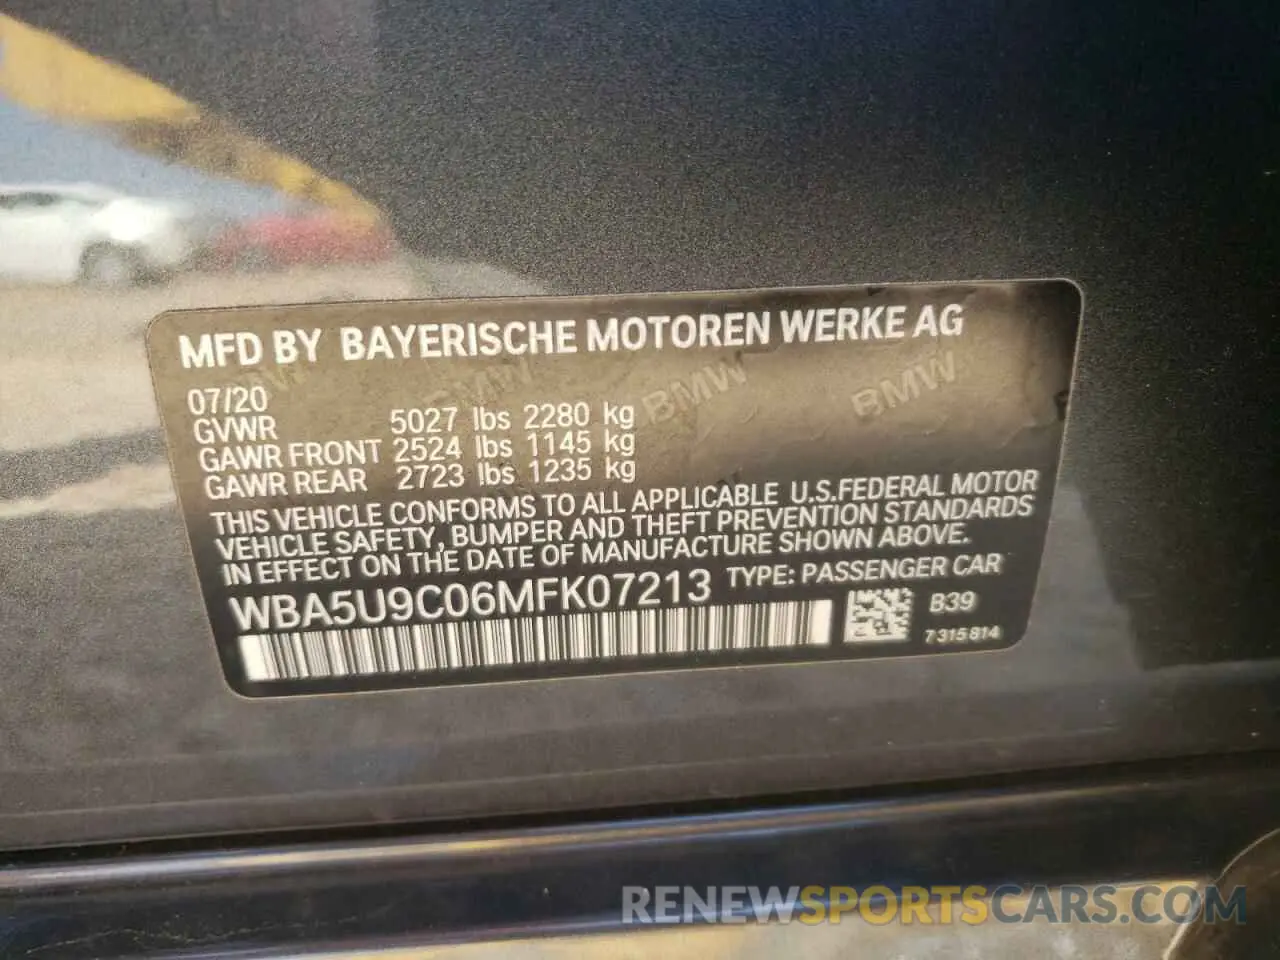 MFD BY BAYERISCHE MOTOREN WERKE AG
07/20
GVWR 5027 lbs 2280 kg
GAWR FRONT 2524 lbs 1145 kg
GAWR REAR 2723 lbs 1235 kg
THIS VEHICLE CONFORMS TO ALL APPLICABLE U.S.FEDERAL MOTOR
VEHICLE SAFETY, BUMPER AND THEFT PREVENTION STANDARDS
IN EFFECT ON THE DATE OF MANUFACTURE SHOWN ABOVE.
WBA5U9C06MFK07213 TYPE: PASSENGER CAR
B39
7315814
BMW BMW BMW
RENEWSPORTSCARS.COM